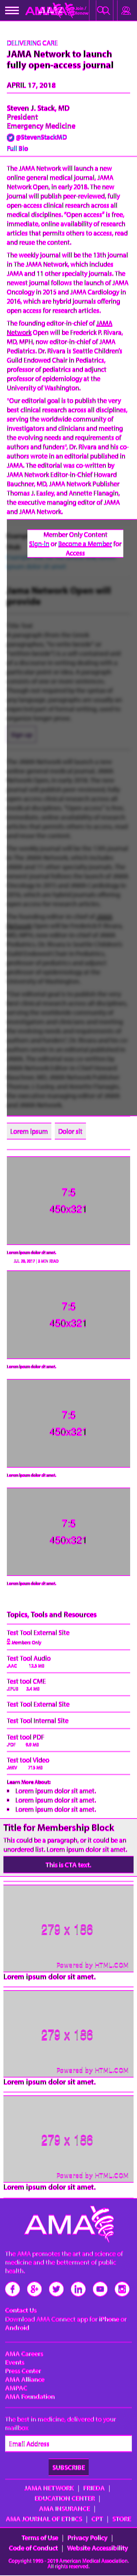 AMA
DELIVERING CARE
JAMA Network to launch
fully open-access journal
APRIL 17, 2018
Steven J. Stack, MD
President
Emergency Medicine
@StevenStackMD
Full Bio
The JAMA Network will launch a new
online general medical journal, JAMA
Network Open, in early 2018. The new
journal will publish peer-reviewed, fully
open-access clinical research across all
medical disciplines. “Open access” is free,
immediate, online availability of research
articles that permits others to access, read
and reuse the content.
The weekly journal will be the 13th journal
in The JAMA Network, which includes
JAMA and 11 other specialty journals. The
newest journal follows the launch of JAMA
Oncology in 2015 and JAMA Cardiology in
2016, which are hybrid journals offering
open access for research articles.
The founding editor-in-chief of JAMA
Network Open will be Frederick P. Rivara,
MD, MPH, now editor-in-chief of JAMA
Pediatrics. Dr. Rivara is Seattle Children’s
Guild Endowed Chair in Pediatrics,
professor of pediatrics and adjunct
professor of epidemiology at the
University of Washington.
“Our editorial goal is to publish the very
best clinical research across all disciplines,
serving the worldwide community of
investigators and clinicians and meeting
the evolving needs and requirements of
authors and funders”, Dr. Rivara and his co-
authors wrote in an editorial published in
JAMA. The editorial was co-written by
JAMA Network Editor-in-Chief Howard
Bauchner, MD, JAMA Network Publisher
Thomas J. Easley, and Annette Flanagin,
the executive managing editor of JAMA
and JAMA Network.
Member Only Content
Sign-in or Become a Member for
Access
Lorem ipsum Dolor sit
7:5
450x321
Lorem ipsum dolor sit amet.
7:5
450x321
Lorem ipsum dolor sit amet.
7:5
450x321
Lorem ipsum dolor sit amet.
7:5
450x321
Lorem ipsum dolor sit amet.
Topics, Tools and Resources
Test Tool External Site
Members Only
Test Tool Audio
Test tool CME
Test Tool External Site
Test Tool Internal Site
Test tool PDF
Test tool Video
Learn More About:
Lorem ipsum dolor sit amet.
Lorem ipsum dolor sit amet.
Lorem ipsum dolor sit amet.
Title for Membership Block
This could be a paragraph, or it could be an
unordered list. Lorem ipsum dolor sit amet.
This is CTA text.
279 x 186
Powered by HTML.COM
Lorem ipsum dolor sit amet.
279 x 186
Powered by HTML.COM
Lorem ipsum dolor sit amet.
279 x 186
Powered by HTML.COM
Lorem ipsum dolor sit amet.
AMA
The AMA promotes the art and science of
medicine and the betterment of public
health.
Contact Us
Download AMA Connect app for iPhone or
Android
AMA Careers
Events
Press Center
AMA Alliance
AMPAC
AMA Foundation
The best in medicine, delivered to your
mailbox
Email Address
SUBSCRIBE
JAMA NETWORK | FREIDA |
EDUCATION CENTER |
AMA INSURANCE |
AMA JOURNAL OF ETHICS | CPT | STORE
Terms of Use | Privacy Policy |
Code of Conduct | Website Accessibility
Copyright 1995 - 2019 American Medical Association.
All rights reserved.